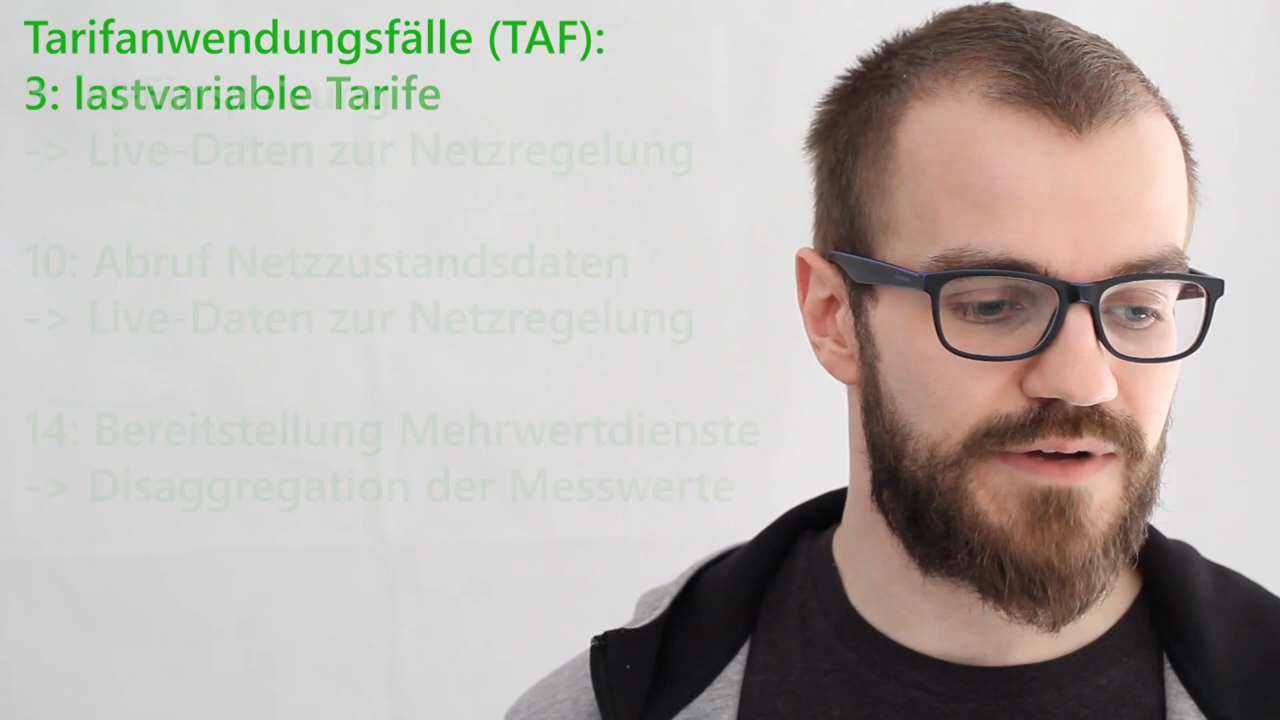 Tarifanwendungsfälle (TAF):
3: lastvariable Tarife
-> Live-Daten zur Netzregelung
10: Abruf Netzzustandsdaten
-> Live-Daten zur Netzregelung
14: Bereitstellung Mehrwertdienste
-> Disaggregation der Messwerte